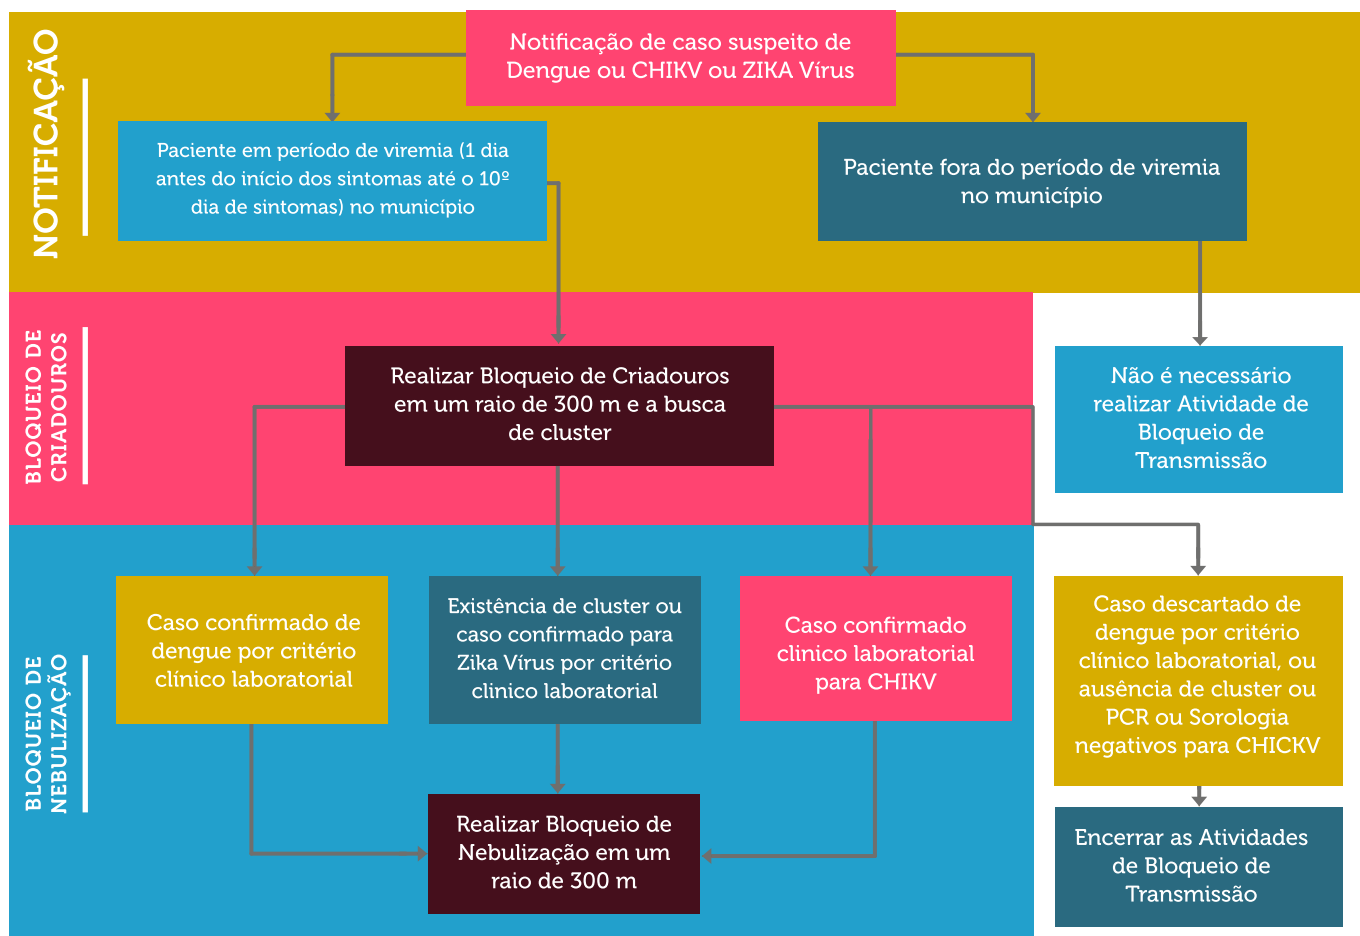 NOTIFICAÇÃO
Notificação de caso suspeito de
Dengue ou CHIKV ou ZIKA Vírus
Paciente em período de viremia (1 dia
antes do início dos sintomas até o 10º
dia de sintomas) no município
Paciente fora do período de viremia
no município
BLOQUEIO DE
CRIADOUROS
Realizar Bloqueio de Criadouros
em um raio de 300 m e a busca
de cluster
Não é necessário
realizar Atividade de
Bloqueio de
Transmissão
BLOQUEIO DE
NEBULIZAÇÃO
Caso confirmado de
dengue por critério
clínico laboratorial
Existência de cluster ou
caso confirmado para
Zika Vírus por critério
clinico laboratorial
Caso confirmado
clinico laboratorial
para CHIKV
Caso descartado de
dengue por critério
clínico laboratorial, ou
ausência de cluster ou
PCR ou Sorologia
negativos para CHICKV
Realizar Bloqueio de
Nebulização em um
raio de 300 m
Encerrar as Atividades
de Bloqueio de
Transmissão